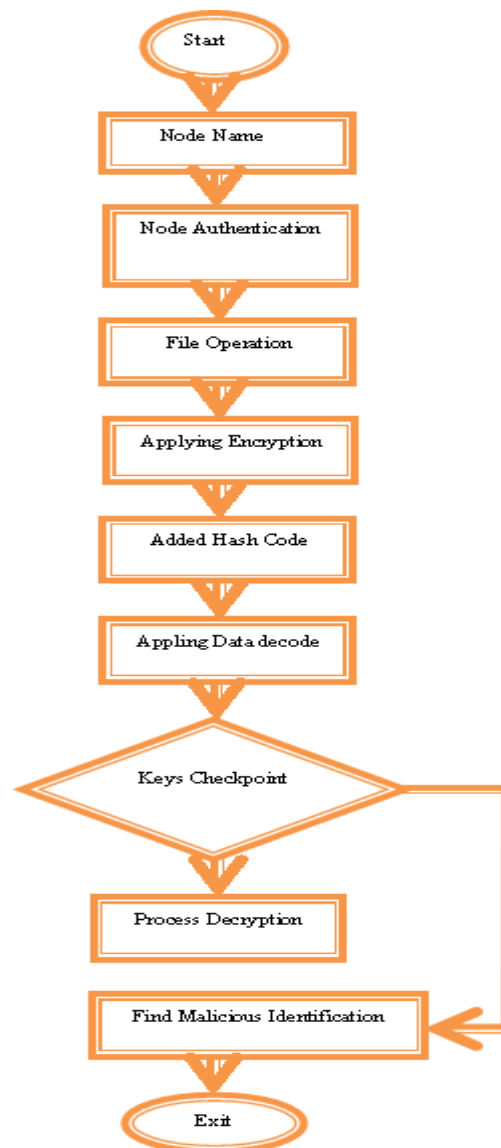 Start
Node Name
Node Authentication
File Operation
Applying Encryption
Added Hash Code
Appling Data decode
Keys Checkpoint
Process Decryption
Find Malicious Identification
Exit